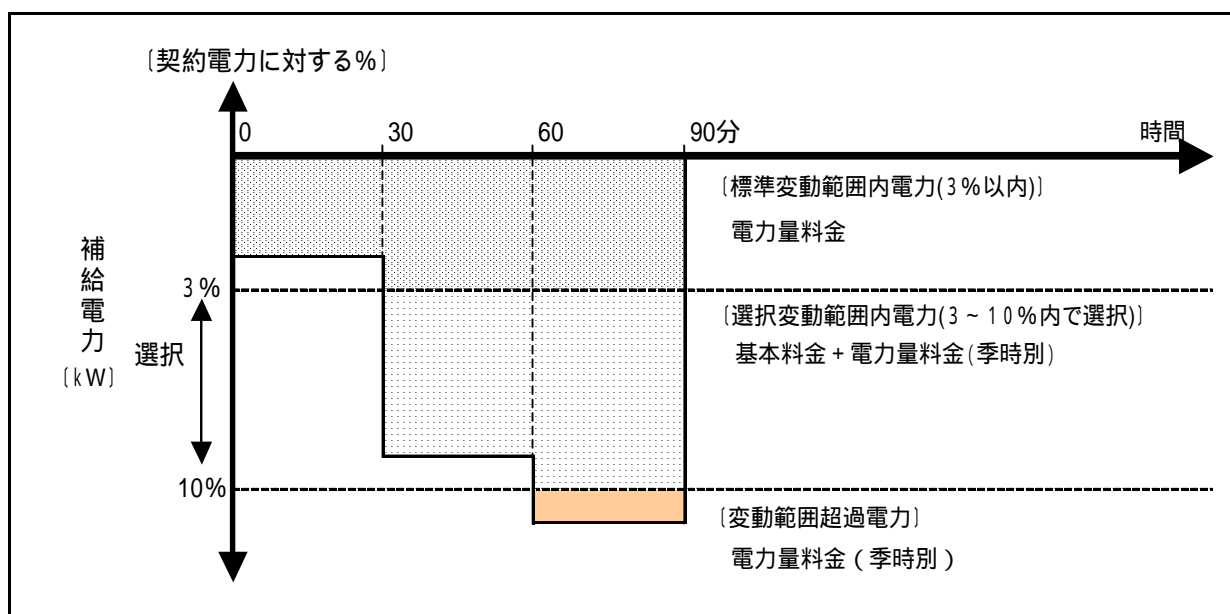 〔契約電力に対する%〕
0 30 60 90分 時間
〔標準変動範囲内電力(3%以内)〕
電力量料金
補給電力
〔kW〕
3%
選択
〔選択変動範囲内電力(3~10%内で選択)〕
基本料金+電力量料金(季時別)
10%
〔変動範囲超過電力〕
電力量料金(季時別)